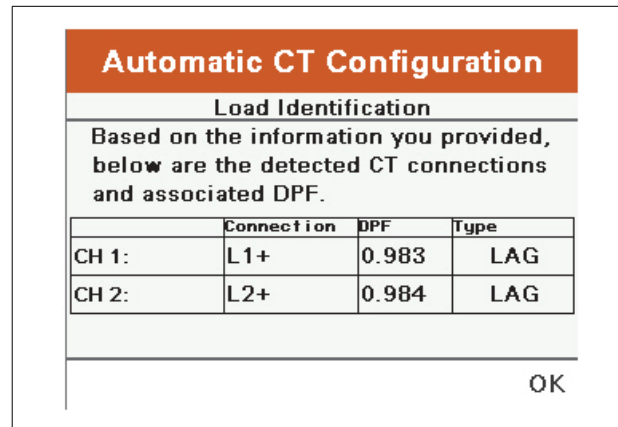 Automatic CT Configuration
Load Identification
Based on the information you provided,
below are the detected CT connections
and associated DPF.
Connection DPF Type
CH 1: L1+ 0.983 LAG
CH 2: L2+ 0.984 LAG
OK